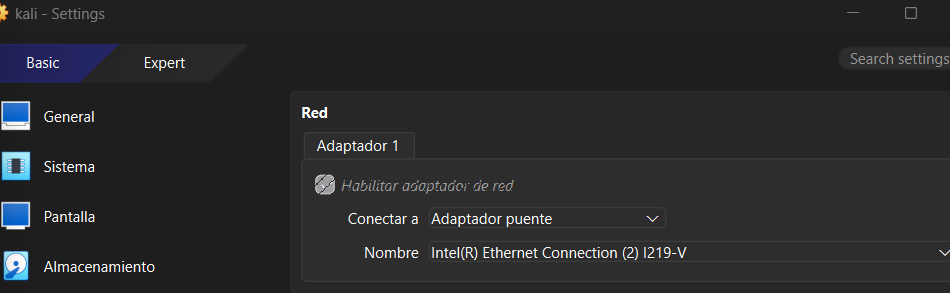 kali - Settings
Basic
Expert
Search settings
General
Sistema
Pantalla
Almacenamiento
Red
Adaptador 1
Habilitar adaptador de red
Conectar a Adaptador puente
Nombre Intel(R) Ethernet Connection (2) I219-V